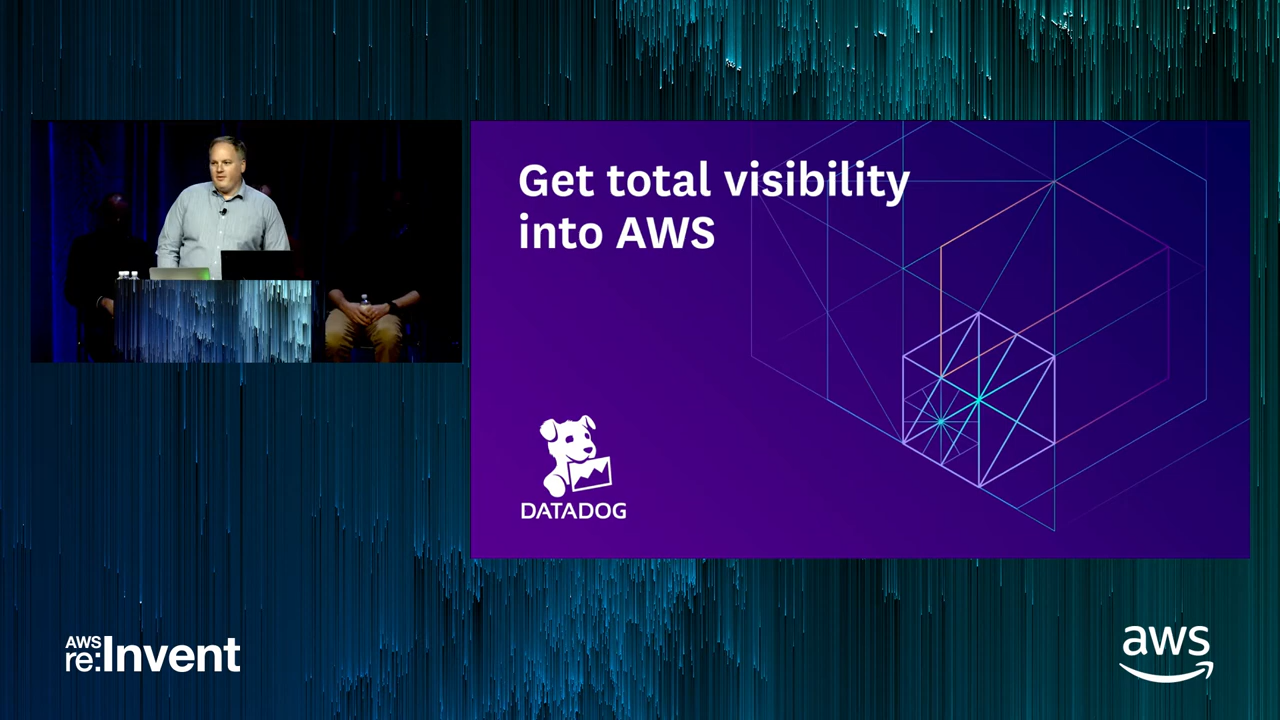 Get total visibility
into AWS
DATADOG
AWS
re:Invent
aws